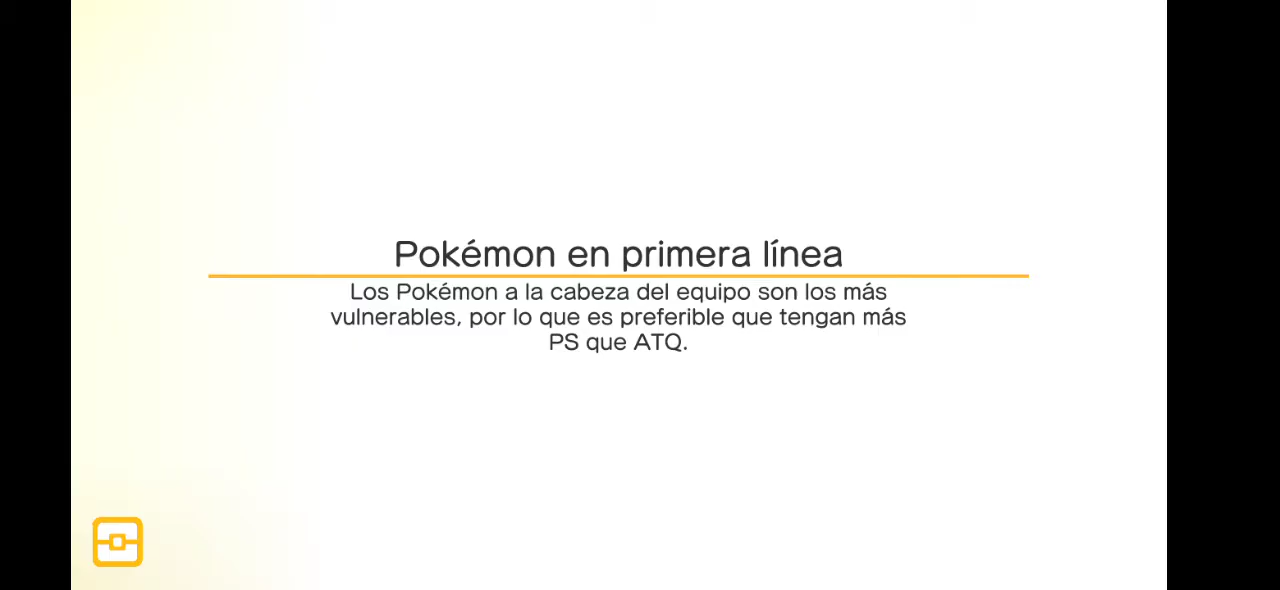 Pokémon en primera línea
Los Pokémon a la cabeza del equipo son los más
vulnerables, por lo que es preferible que tengan más
PS que ATQ.